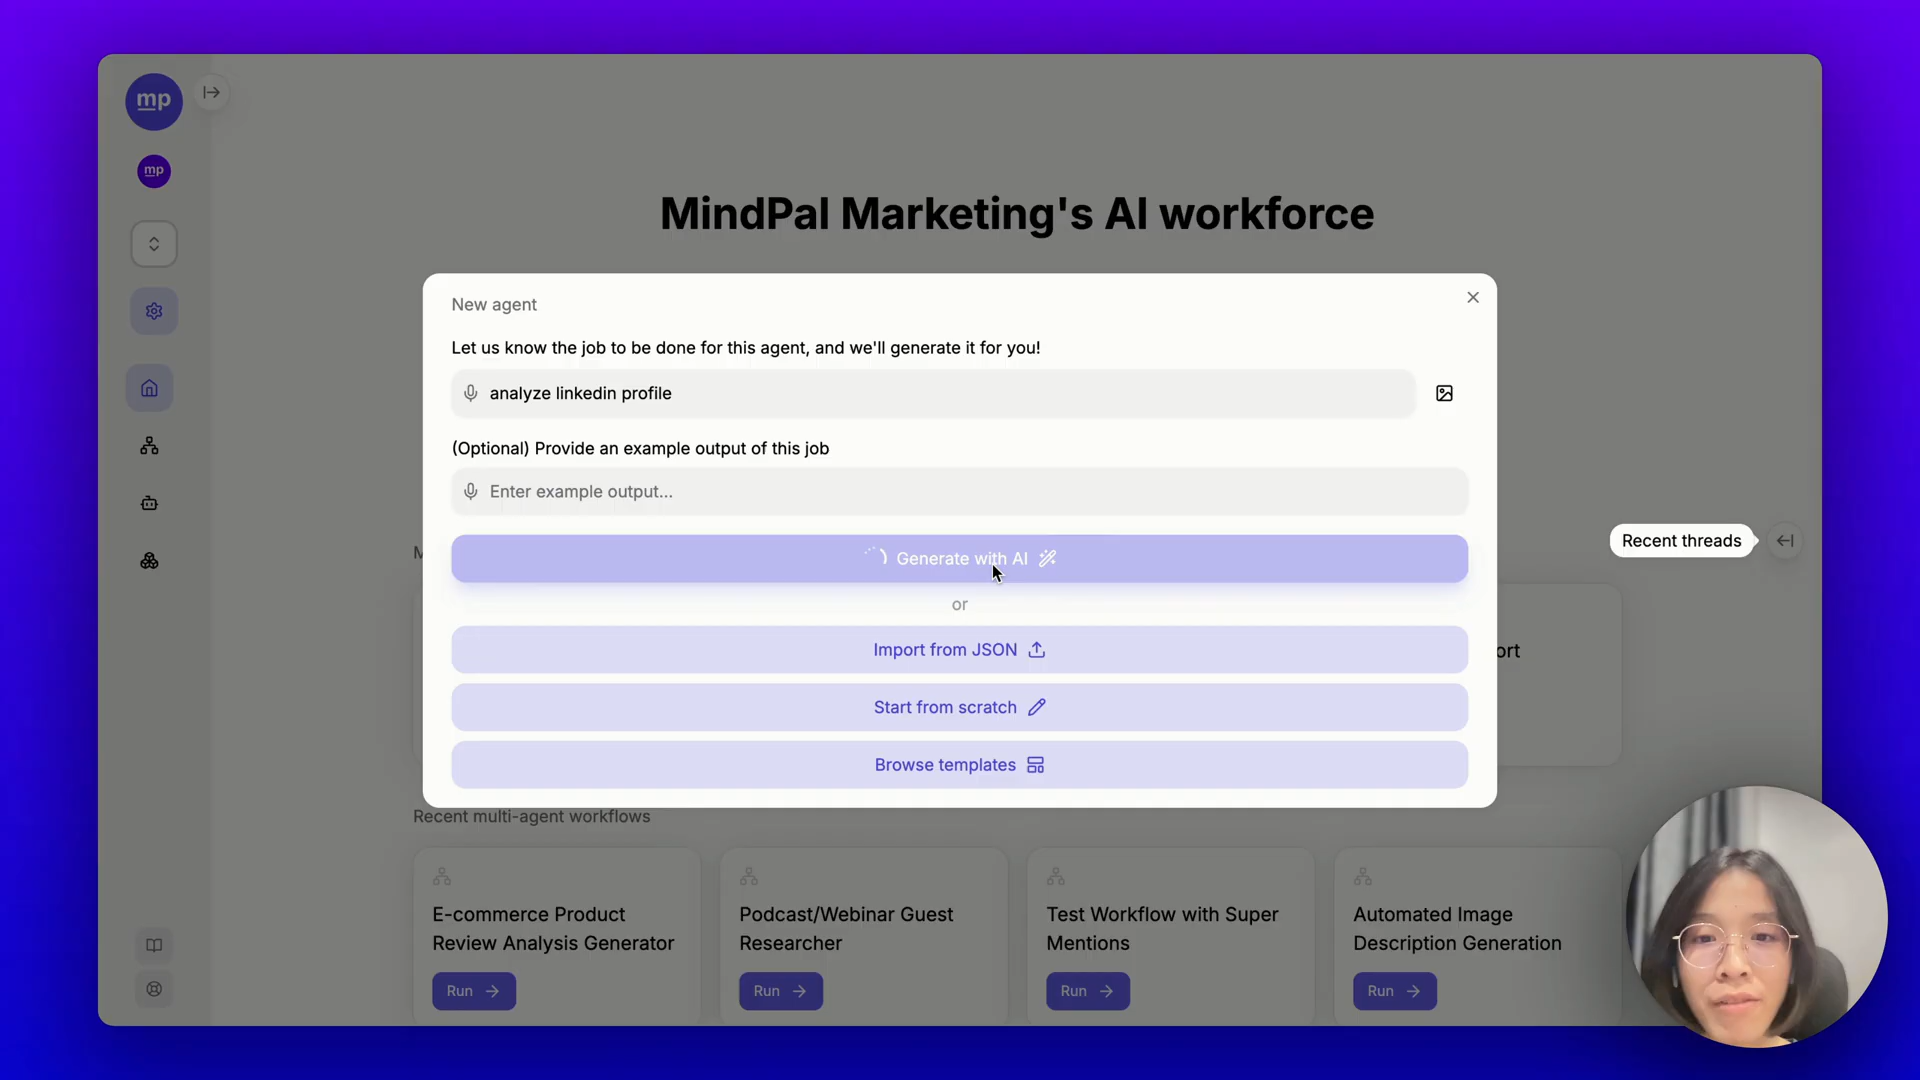 mp
mp
MindPal Marketing's AI workforce
New agent
Let us know the job to be done for this agent, and we'll generate it for you!
analyze linkedin profile
(Optional) Provide an example output of this job
Enter example output...
Generate with AI
or
Import from JSON
Start from scratch
Browse templates
Recent threads
M
ort
Recent multi-agent workflows
E-commerce Product
Review Analysis Generator
Run
Podcast/Webinar Guest
Researcher
Run
Test Workflow with Super
Mentions
Run
Automated Image
Description Generation
Run